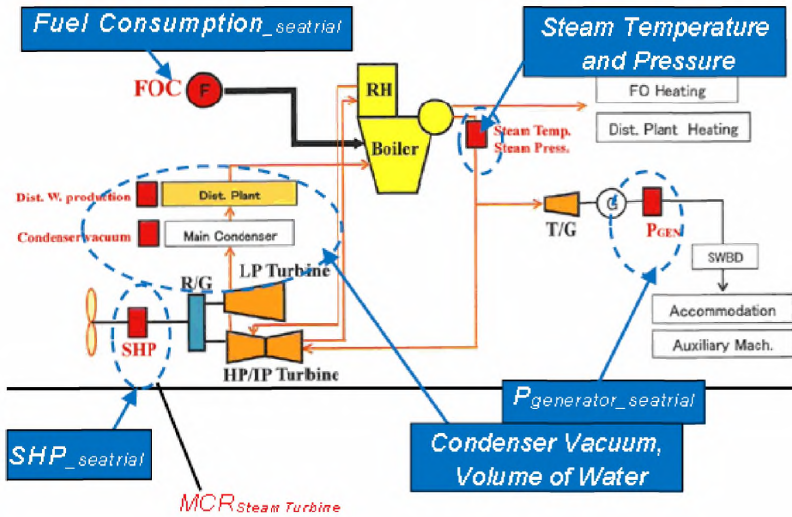 Fuel Consumption_seatrial
Steam Temperature
and Pressure
FOC
F
RH
FO Heating
Boiler
Steam Temp.
Steam Press.
Dist. Plant Heating
Dist. W. production
Dist. Plant
Condenser vacuum
Main Condenser
T/G
G
PGEN
SWBD
LP Turbine
R/G
Accommodation
SHP
Auxiliary Mach.
HP/IP Turbine
Pgenerator_seatrial
SHP_seatrial
Condenser Vacuum,
Volume of Water
MCR Steam Turbine